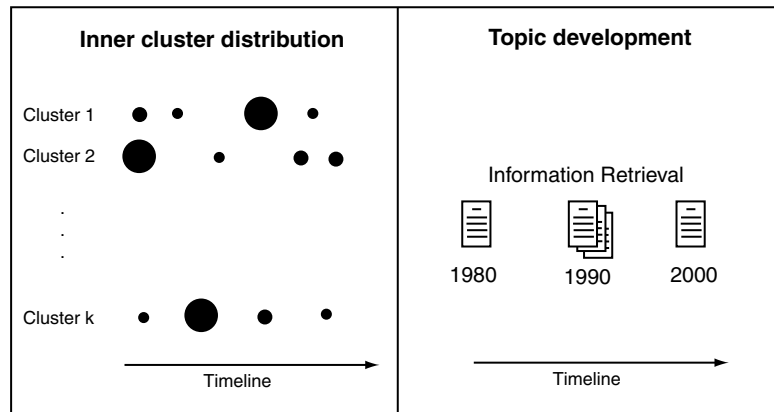 Inner cluster distribution
Cluster 1
Cluster 2
.
.
.
Cluster k
Timeline
Topic development
Information Retrieval
1980 1990 2000
Timeline